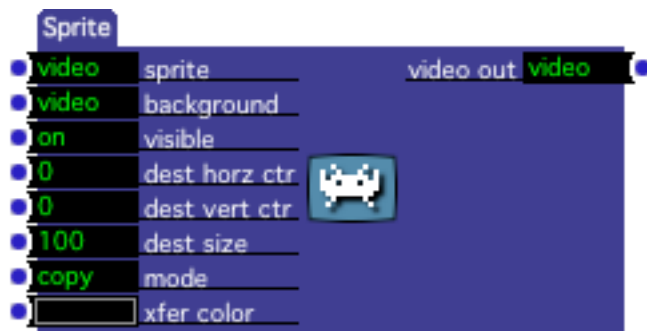 Sprite
video sprite video out video
video background
on visible
0 dest horz ctr
0 dest vert ctr
100 dest size
copy mode
xfer color